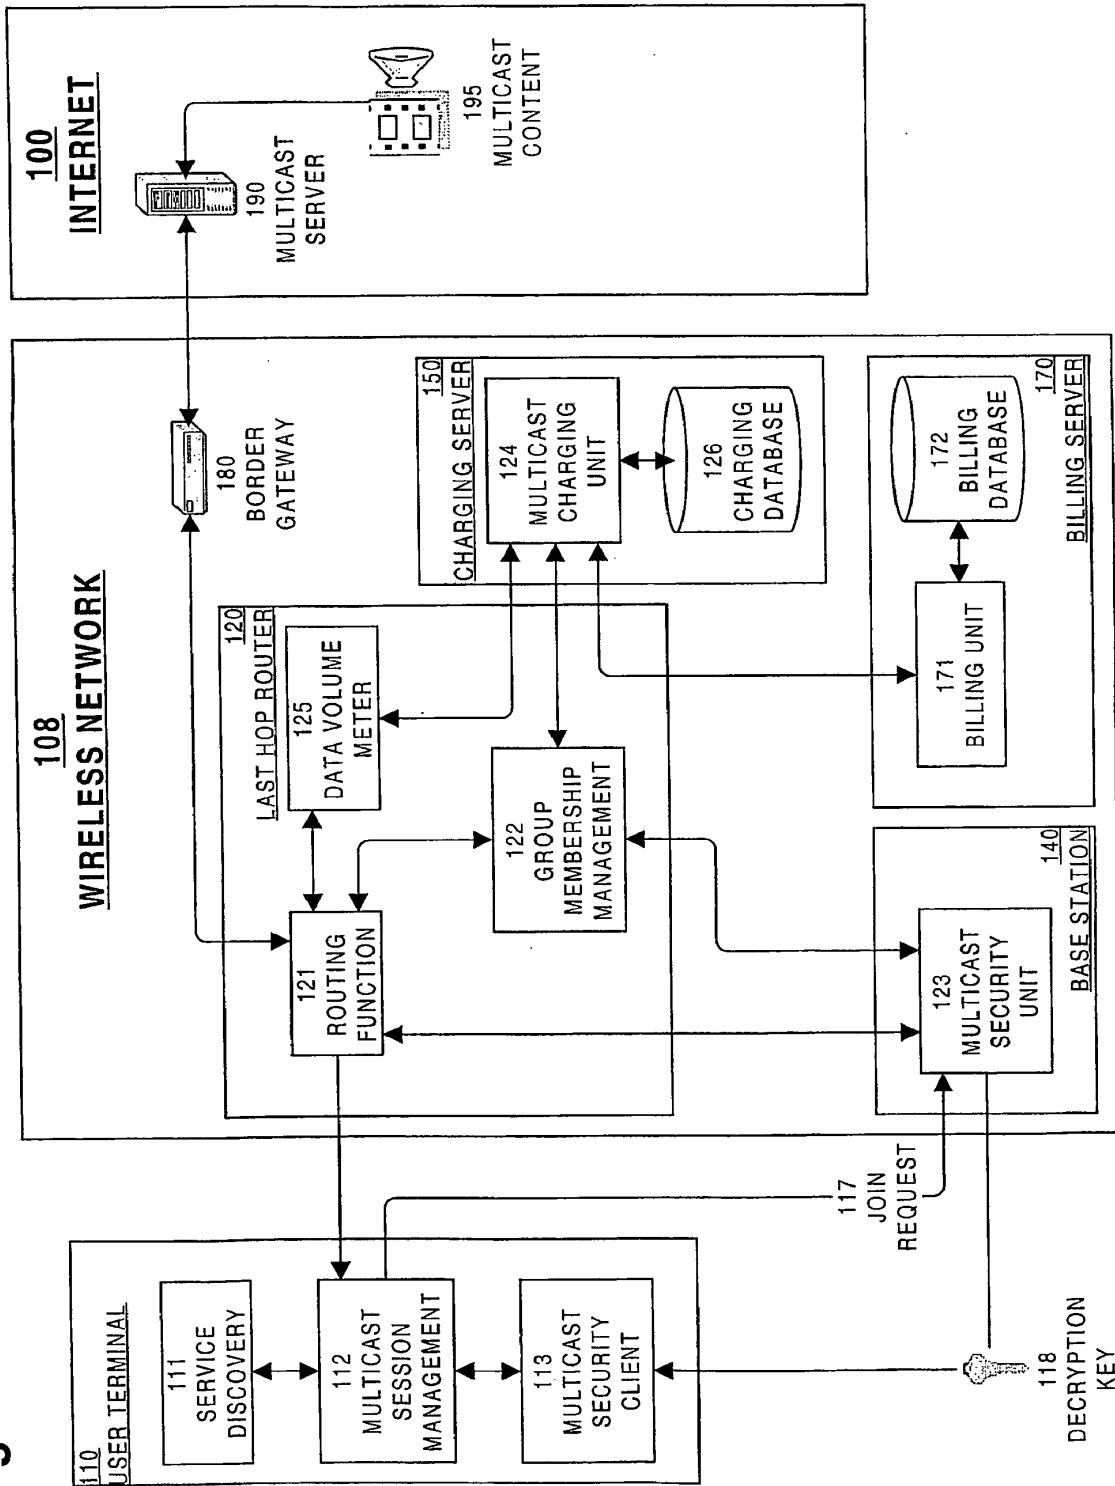 110
USER TERMINAL
111
SERVICE
DISCOVERY
112
MULTICAST
SESSION
MANAGEMENT
113
MULTICAST
SECURITY
CLIENT
117
JOIN
REQUEST
118
DECRYPTION
KEY
108
WIRELESS NETWORK
120
LAST HOP ROUTER
121
ROUTING
FUNCTION
125
DATA VOLUME
METER
122
GROUP
MEMBERSHIP
MANAGEMENT
140
BASE STATION
123
MULTICAST
SECURITY
UNIT
180
BORDER
GATEWAY
150
CHARGING SERVER
124
MULTICAST
CHARGING
UNIT
126
CHARGING
DATABASE
170
BILLING SERVER
171
BILLING UNIT
172
BILLING
DATABASE
100
INTERNET
190
MULTICAST
SERVER
195
MULTICAST
CONTENT